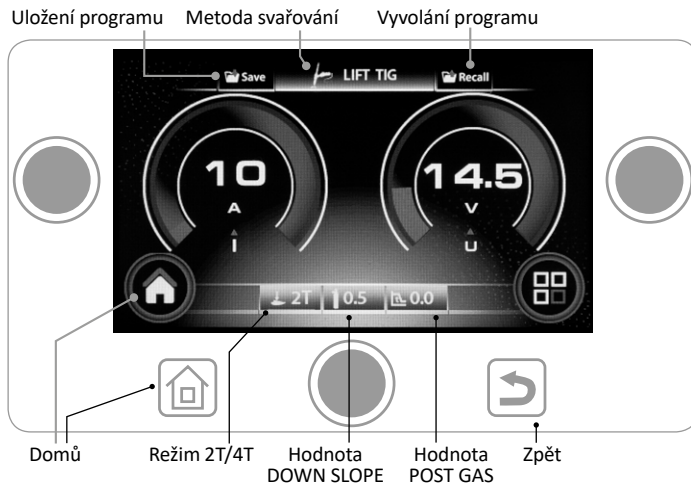 Uložení programu
Metoda svařování
Vyvolání programu
Save
LIFT TIG
Recall
10
A
I
14.5
V
U
2T
0.5
0.0
Domů
Režim 2T/4T
Hodnota
DOWN SLOPE
Hodnota
POST GAS
Zpět